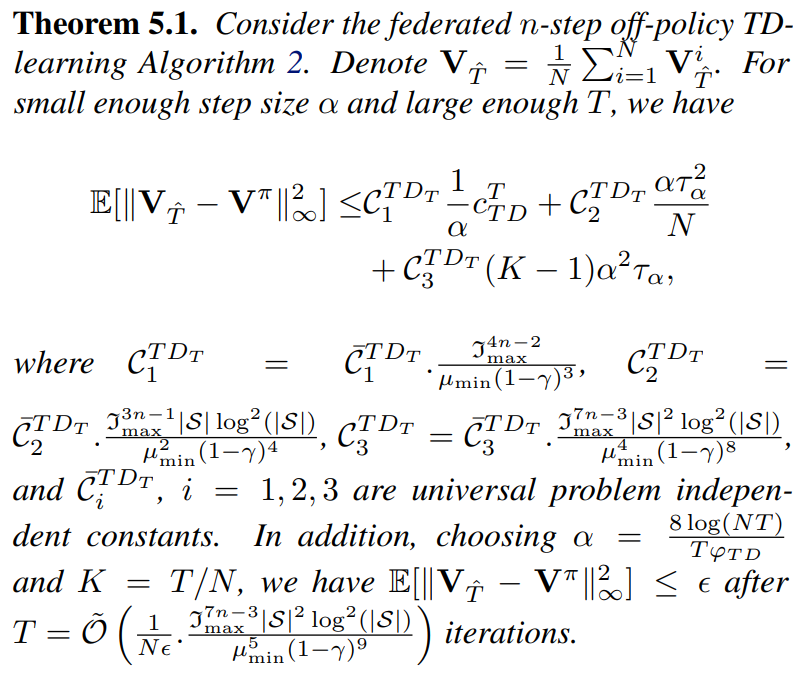 Theorem 5.1. Consider the federated n-step off-policy TD-
learning Algorithm 2. Denote $\mathbf{V}_{\hat{T}} = \frac{1}{N} \sum_{i=1}^{N} \mathbf{V}_{\hat{T}}^{i}$. For
small enough step size α and large enough T, we have
$\mathbb{E}[\|\mathbf{V}_{\hat{T}} - \mathbf{V}^{\pi}\|_{\infty}^{2}] \leq \mathcal{C}_{1}^{TD_T} \frac{1}{\alpha} c_{TD}^{T} + \mathcal{C}_{2}^{TD_T} \frac{\alpha \tau_{\alpha}^{2}}{N}$
$+ \mathcal{C}_{3}^{TD_T} (K-1) \alpha^{2} \tau_{\alpha},$
where $\mathcal{C}_{1}^{TD_T} = \bar{\mathcal{C}}_{1}^{TD_T} . \frac{\mathfrak{I}_{\max}^{4n-2}}{\mu_{\min}(1-\gamma)^{3}}$, $\mathcal{C}_{2}^{TD_T} =$
$\bar{\mathcal{C}}_{2}^{TD_T} . \frac{\mathfrak{I}_{\max}^{3n-1} |\mathcal{S}| \log^{2}(|\mathcal{S}|)}{\mu_{\min}^{2}(1-\gamma)^{4}}$, $\mathcal{C}_{3}^{TD_T} = \bar{\mathcal{C}}_{3}^{TD_T} . \frac{\mathfrak{I}_{\max}^{7n-3} |\mathcal{S}|^{2} \log^{2}(|\mathcal{S}|)}{\mu_{\min}^{4}(1-\gamma)^{8}}$,
and $\bar{\mathcal{C}}_{i}^{TD_T}$, $i = 1, 2, 3$ are universal problem indepen-
dent constants. In addition, choosing $\alpha = \frac{8 \log(NT)}{T \varphi_{TD}}$
and $K = T/N$, we have $\mathbb{E}[\|\mathbf{V}_{\hat{T}} - \mathbf{V}^{\pi}\|_{\infty}^{2}] \leq \epsilon$ after
$T = \tilde{\mathcal{O}} \left( \frac{1}{N\epsilon} . \frac{\mathfrak{I}_{\max}^{7n-3} |\mathcal{S}|^{2} \log^{2}(|\mathcal{S}|)}{\mu_{\min}^{5}(1-\gamma)^{9}} \right)$ iterations.